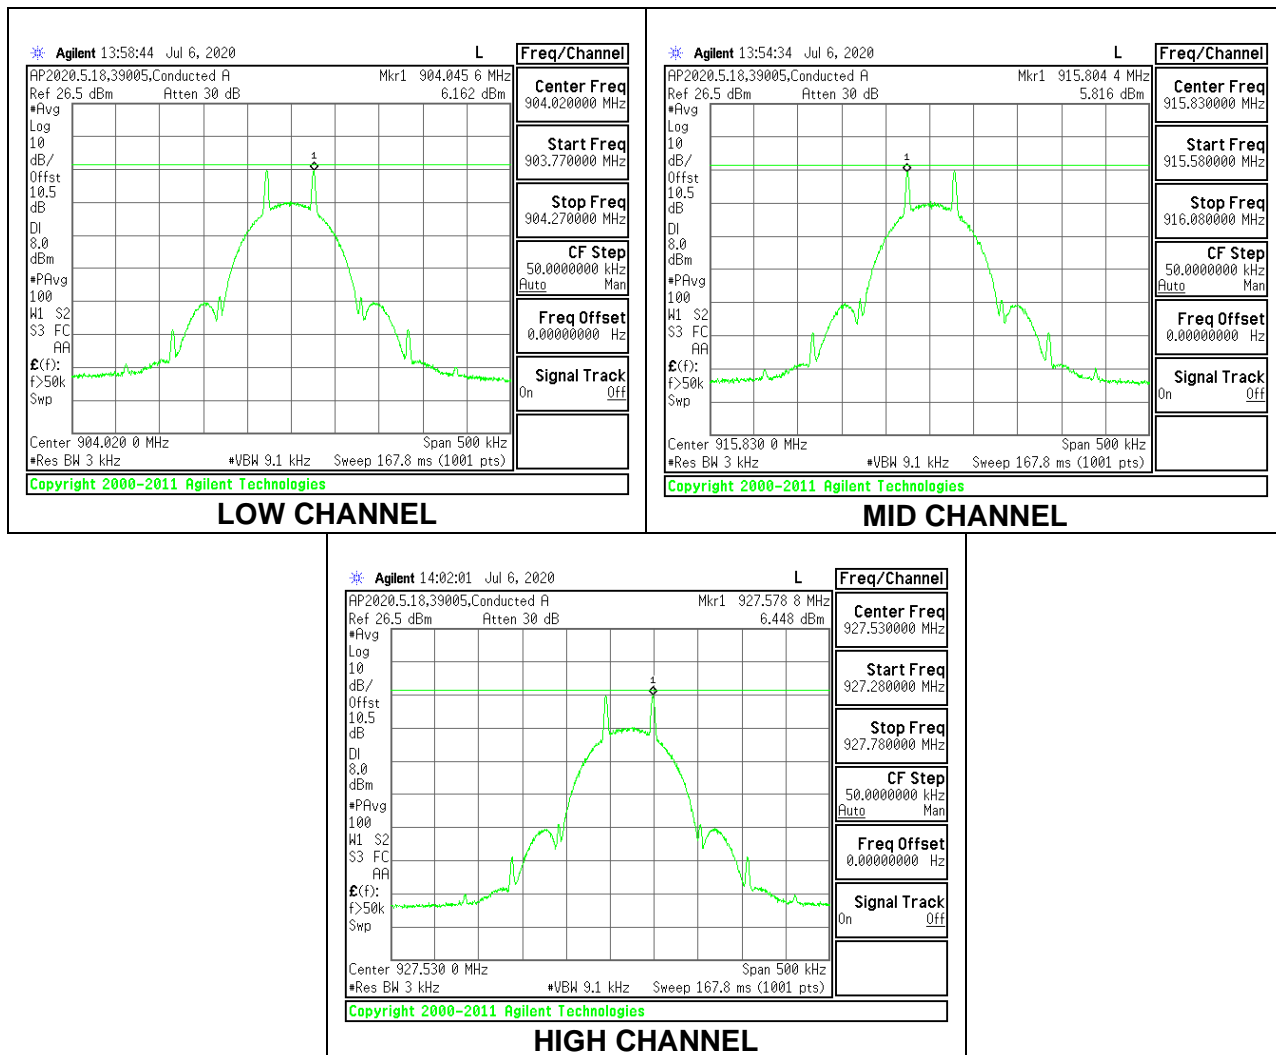 Agilent 13:58:44 Jul 6, 2020 L
AP2020.5.18,39005,Conducted A Mkr1 904.045 6 MHz
Ref 26.5 dBm Atten 30 dB 6.162 dBm
#Avg
Log
10
dB/
Offst
10.5
dB
DI
8.0
dBm
#PAvg
100
W1 S2
S3 FC
AA
£(f):
f>50k
Swp
1
Center 904.020 0 MHz Span 500 kHz
#Res BW 3 kHz #VBW 9.1 kHz Sweep 167.8 ms (1001 pts)
Copyright 2000-2011 Agilent Technologies
Freq/Channel
Center Freq
904.020000 MHz
Start Freq
903.770000 MHz
Stop Freq
904.270000 MHz
CF Step
50.0000000 kHz
Auto Man
Freq Offset
0.00000000 Hz
Signal Track
On Off
LOW CHANNEL
Agilent 13:54:34 Jul 6, 2020 L
AP2020.5.18,39005,Conducted A Mkr1 915.804 4 MHz
Ref 26.5 dBm Atten 30 dB 5.816 dBm
#Avg
Log
10
dB/
Offst
10.5
dB
DI
8.0
dBm
#PAvg
100
W1 S2
S3 FC
AA
£(f):
f>50k
Swp
1
Center 915.830 0 MHz Span 500 kHz
#Res BW 3 kHz #VBW 9.1 kHz Sweep 167.8 ms (1001 pts)
Copyright 2000-2011 Agilent Technologies
Freq/Channel
Center Freq
915.830000 MHz
Start Freq
915.580000 MHz
Stop Freq
916.080000 MHz
CF Step
50.0000000 kHz
Auto Man
Freq Offset
0.00000000 Hz
Signal Track
On Off
MID CHANNEL
Agilent 14:02:01 Jul 6, 2020 L
AP2020.5.18,39005,Conducted A Mkr1 927.578 8 MHz
Ref 26.5 dBm Atten 30 dB 6.448 dBm
#Avg
Log
10
dB/
Offst
10.5
dB
DI
8.0
dBm
#PAvg
100
W1 S2
S3 FC
AA
£(f):
f>50k
Swp
1
Center 927.530 0 MHz Span 500 kHz
#Res BW 3 kHz #VBW 9.1 kHz Sweep 167.8 ms (1001 pts)
Copyright 2000-2011 Agilent Technologies
Freq/Channel
Center Freq
927.530000 MHz
Start Freq
927.280000 MHz
Stop Freq
927.780000 MHz
CF Step
50.0000000 kHz
Auto Man
Freq Offset
0.00000000 Hz
Signal Track
On Off
HIGH CHANNEL